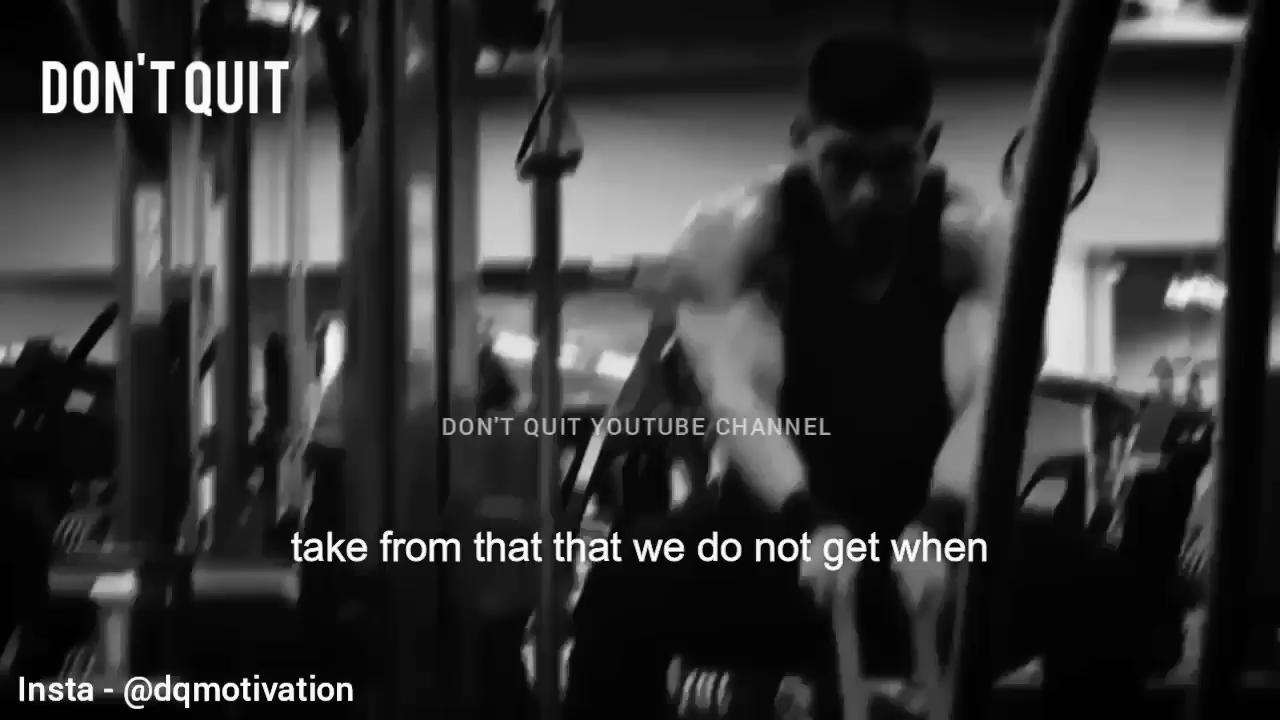 DON'T QUIT
DON'T QUIT YOUTUBE CHANNEL
take from that that we do not get when
Insta - @dqmotivation